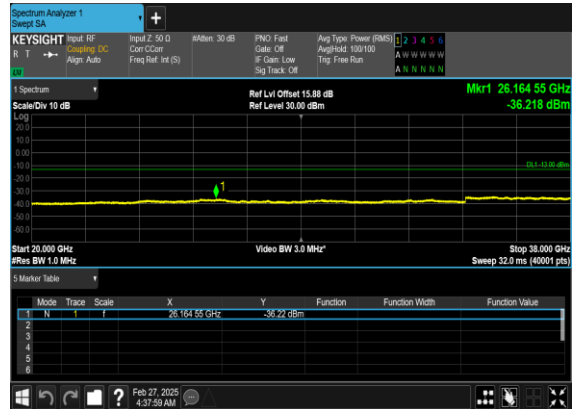 Spectrum Analyzer 1
Swept SA
+
KEYSIGHT
R T
Input: RF
Coupling: DC
Align: Auto
Input Z: 50 Ω
Corr CCorr
Freq Ref: Int (S)
#Atten: 30 dB
PNO: Fast
Gate: Off
IF Gain: Low
Sig Track: Off
Avg Type: Power (RMS)
Avg|Hold: 100/100
Trig: Free Run
1 2 3 4 5 6
A W W W W W
A N N N N N
1 Spectrum
Scale/Div 10 dB
Ref Lvl Offset 15.88 dB
Ref Level 30.00 dBm
Mkr1 26.164 55 GHz
-36.218 dBm
Log
20.0
10.0
0.00
-10.0
DL1 -13.00 dBm
-20.0
1
-30.0
-40.0
-50.0
-60.0
Start 20.000 GHz
#Res BW 1.0 MHz
Video BW 3.0 MHz*
Stop 38.000 GHz
Sweep 32.0 ms (40001 pts)
5 Marker Table
Mode Trace Scale X Y Function Function Width Function Value
1 N 1 f 26.164 55 GHz -36.22 dBm
2
3
4
5
6
? Feb 27, 2025
4:37:59 AM